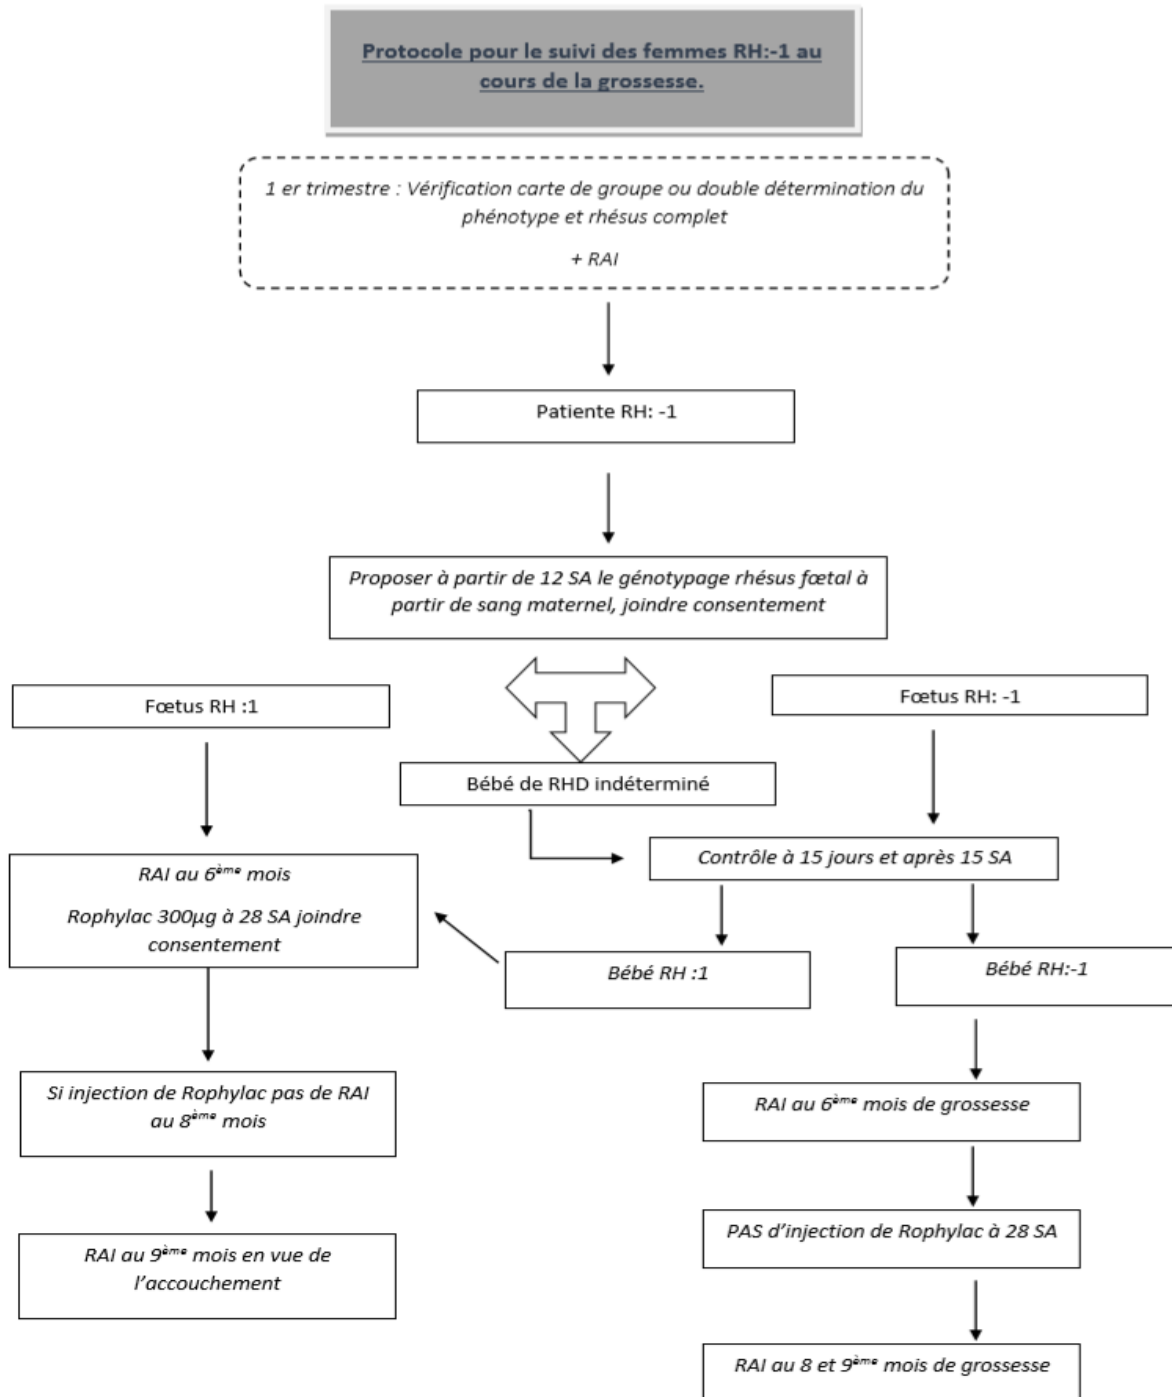 Protocole pour le suivi des femmes RH:-1 au
cours de la grossesse.
1 er trimestre : Vérification carte de groupe ou double détermination du
phénotype et rhésus complet
+ RAI
Patiente RH: -1
Proposer à partir de 12 SA le génotypage rhésus fœtal à
partir de sang maternel, joindre consentement
Fœtus RH :1
Fœtus RH: -1
Bébé de RHD indéterminé
Contrôle à 15 jours et après 15 SA
RAI au 6ème mois
Rophylac 300µg à 28 SA joindre
consentement
Bébé RH :1
Bébé RH:-1
Si injection de Rophylac pas de RAI
au 8ème mois
RAI au 6ème mois de grossesse
PAS d'injection de Rophylac à 28 SA
RAI au 9ème mois en vue de
l'accouchement
RAI au 8 et 9ème mois de grossesse